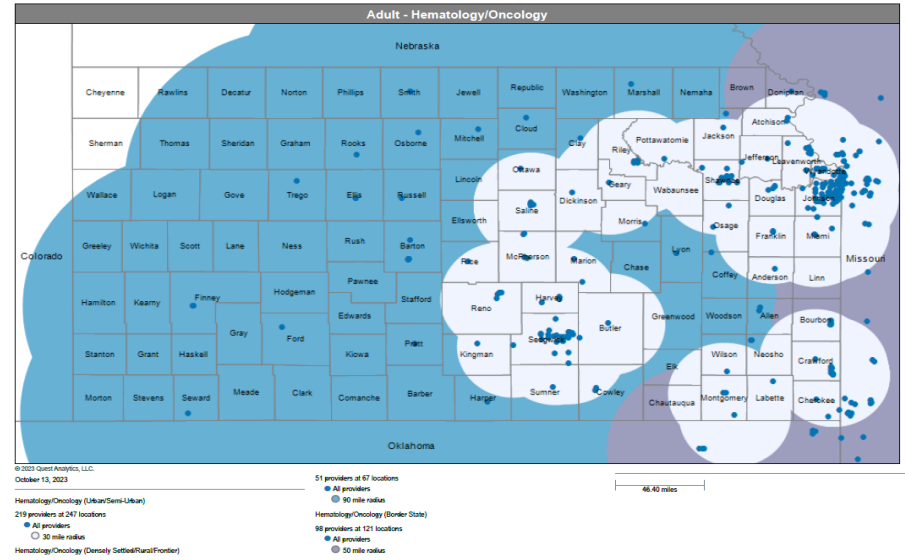 Adult - Hematology/Oncology
Nebraska
Cheyenne Rawlins Decatur Norton Phillips Smith Jewell Republic Washington Marshall Nemaha Brown Doniphan
Atchison
Sherman Thomas Sheridan Graham Rooks Osborne Mitchell Cloud Clay Riley Pottawatomie Jackson
Jefferson Leavenworth
Wyandotte
Wallace Logan Gove Trego Ellis Russell Lincoln Ottawa Geary Wabaunsee Shawnee
Saline Dickinson Douglas Johnson
Ellsworth Morris Osage
Colorado Greeley Wichita Scott Lane Ness Rush Barton Rice McPherson Marion Chase Lyon Franklin Miami Missouri
Hamilton Kearny Finney Hodgeman Pawnee Stafford Reno Harvey Coffey Anderson Linn
Gray Ford Edwards Pratt Sedgwick Butler Greenwood Woodson Allen Bourbon
Stanton Grant Haskell Kiowa Kingman Elk Wilson Neosho Crawford
Morton Stevens Seward Meade Clark Comanche Barber Harper Sumner Cowley Chautauqua Montgomery Labette Cherokee
Oklahoma
© 2023 Quest Analytics, LLC.
October 13, 2023
Hematology/Oncology (Urban/Semi-Urban)
219 providers at 247 locations
All providers
30 mile radius
Hematology/Oncology (Densely Settled/Rural/Frontier)
51 providers at 67 locations
All providers
90 mile radius
Hematology/Oncology (Border State)
98 providers at 121 locations
All providers
50 mile radius
46.40 miles